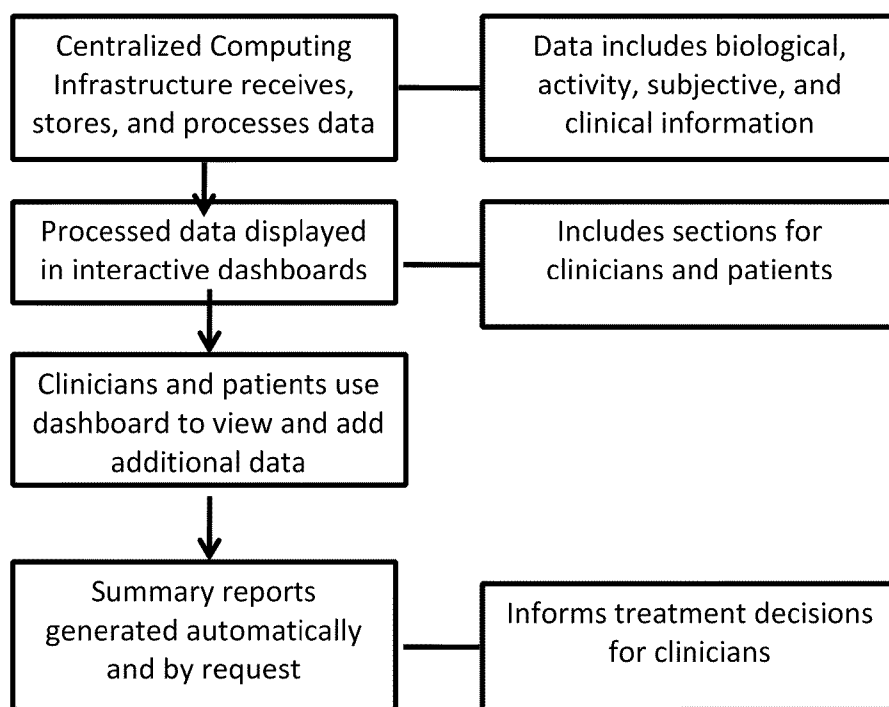 Centralized Computing
Infrastructure receives,
stores, and processes data
Data includes biological,
activity, subjective, and
clinical information
Processed data displayed
in interactive dashboards
Includes sections for
clinicians and patients
Clinicians and patients use
dashboard to view and add
additional data
Summary reports
generated automatically
and by request
Informs treatment decisions
for clinicians